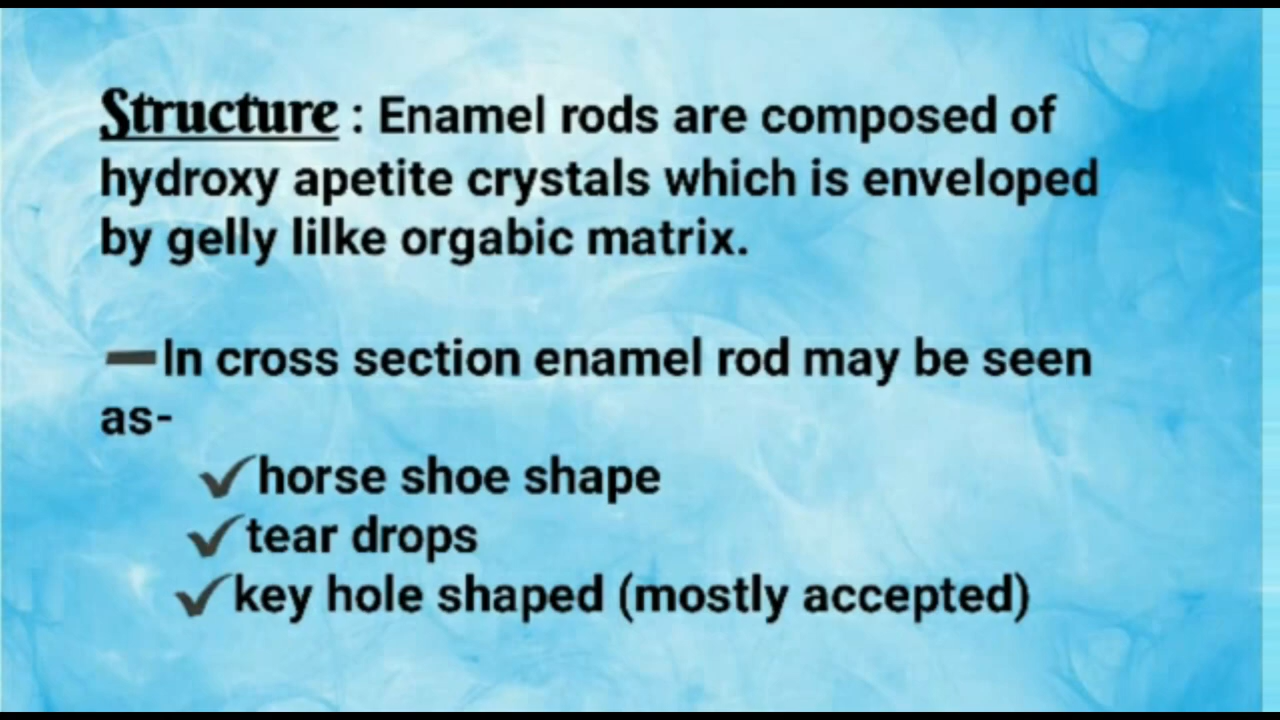 Structure : Enamel rods are composed of
hydroxy apetite crystals which is enveloped
by gelly lilke orgabic matrix.
➖In cross section enamel rod may be seen
as-
✔horse shoe shape
✔tear drops
✔key hole shaped (mostly accepted)